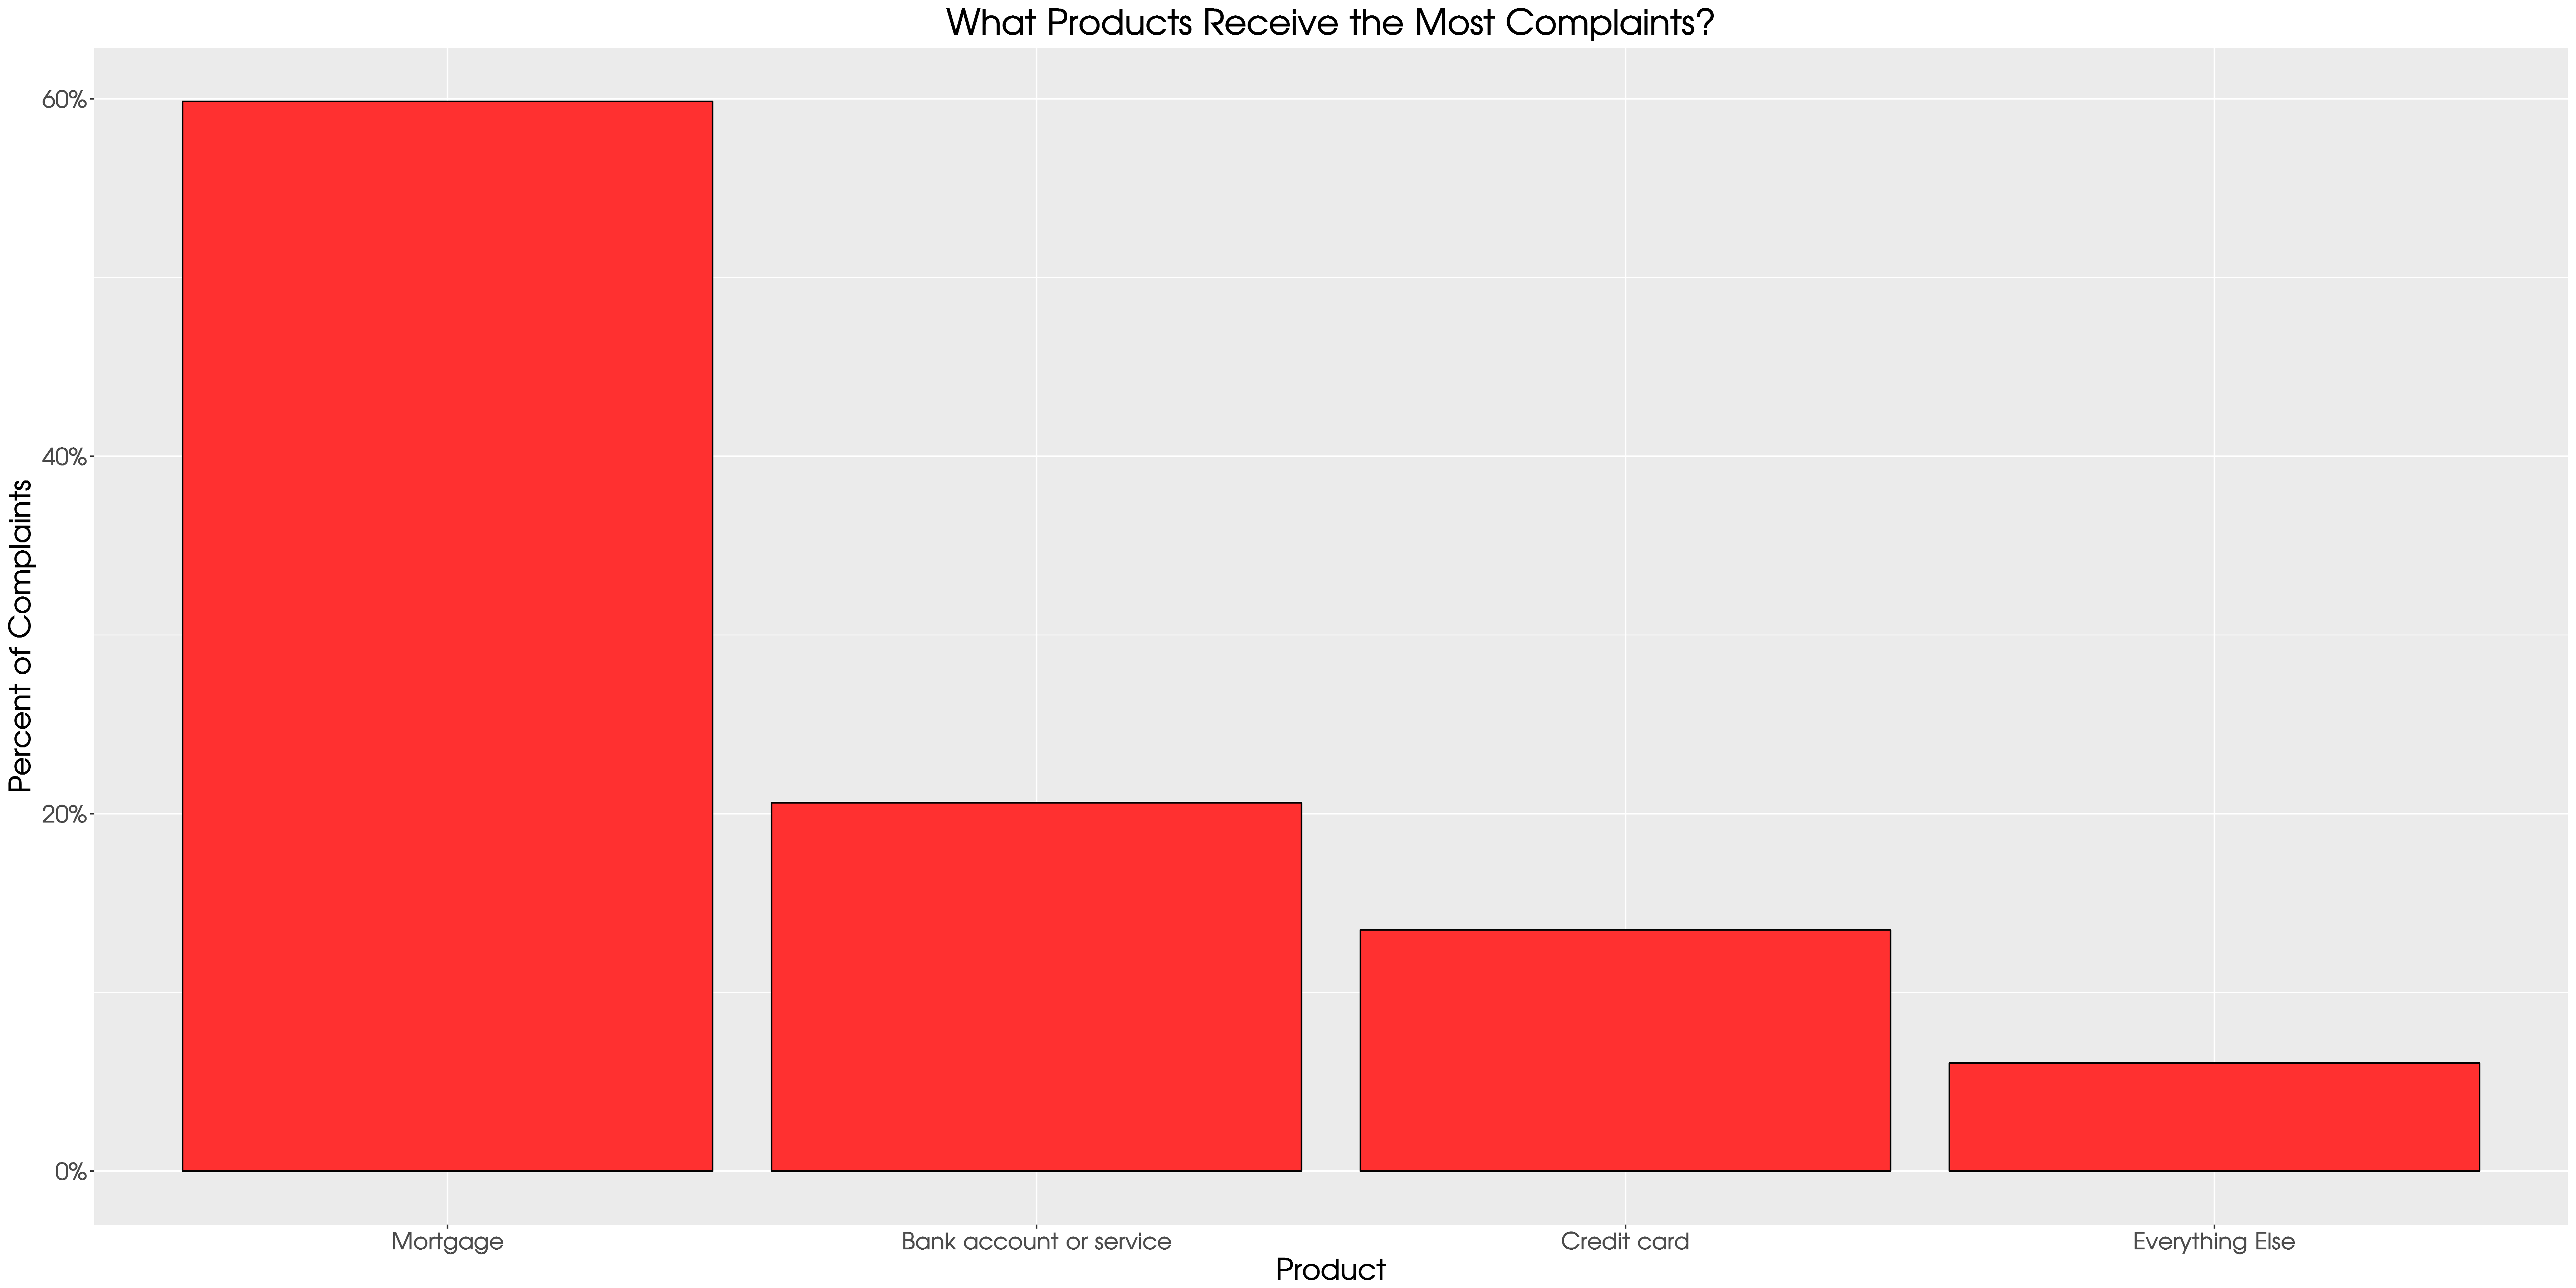 What Products Receive the Most Complaints?
Percent of Complaints
60%
40%
20%
0%
Mortgage
Bank account or service
Credit card
Everything Else
Product